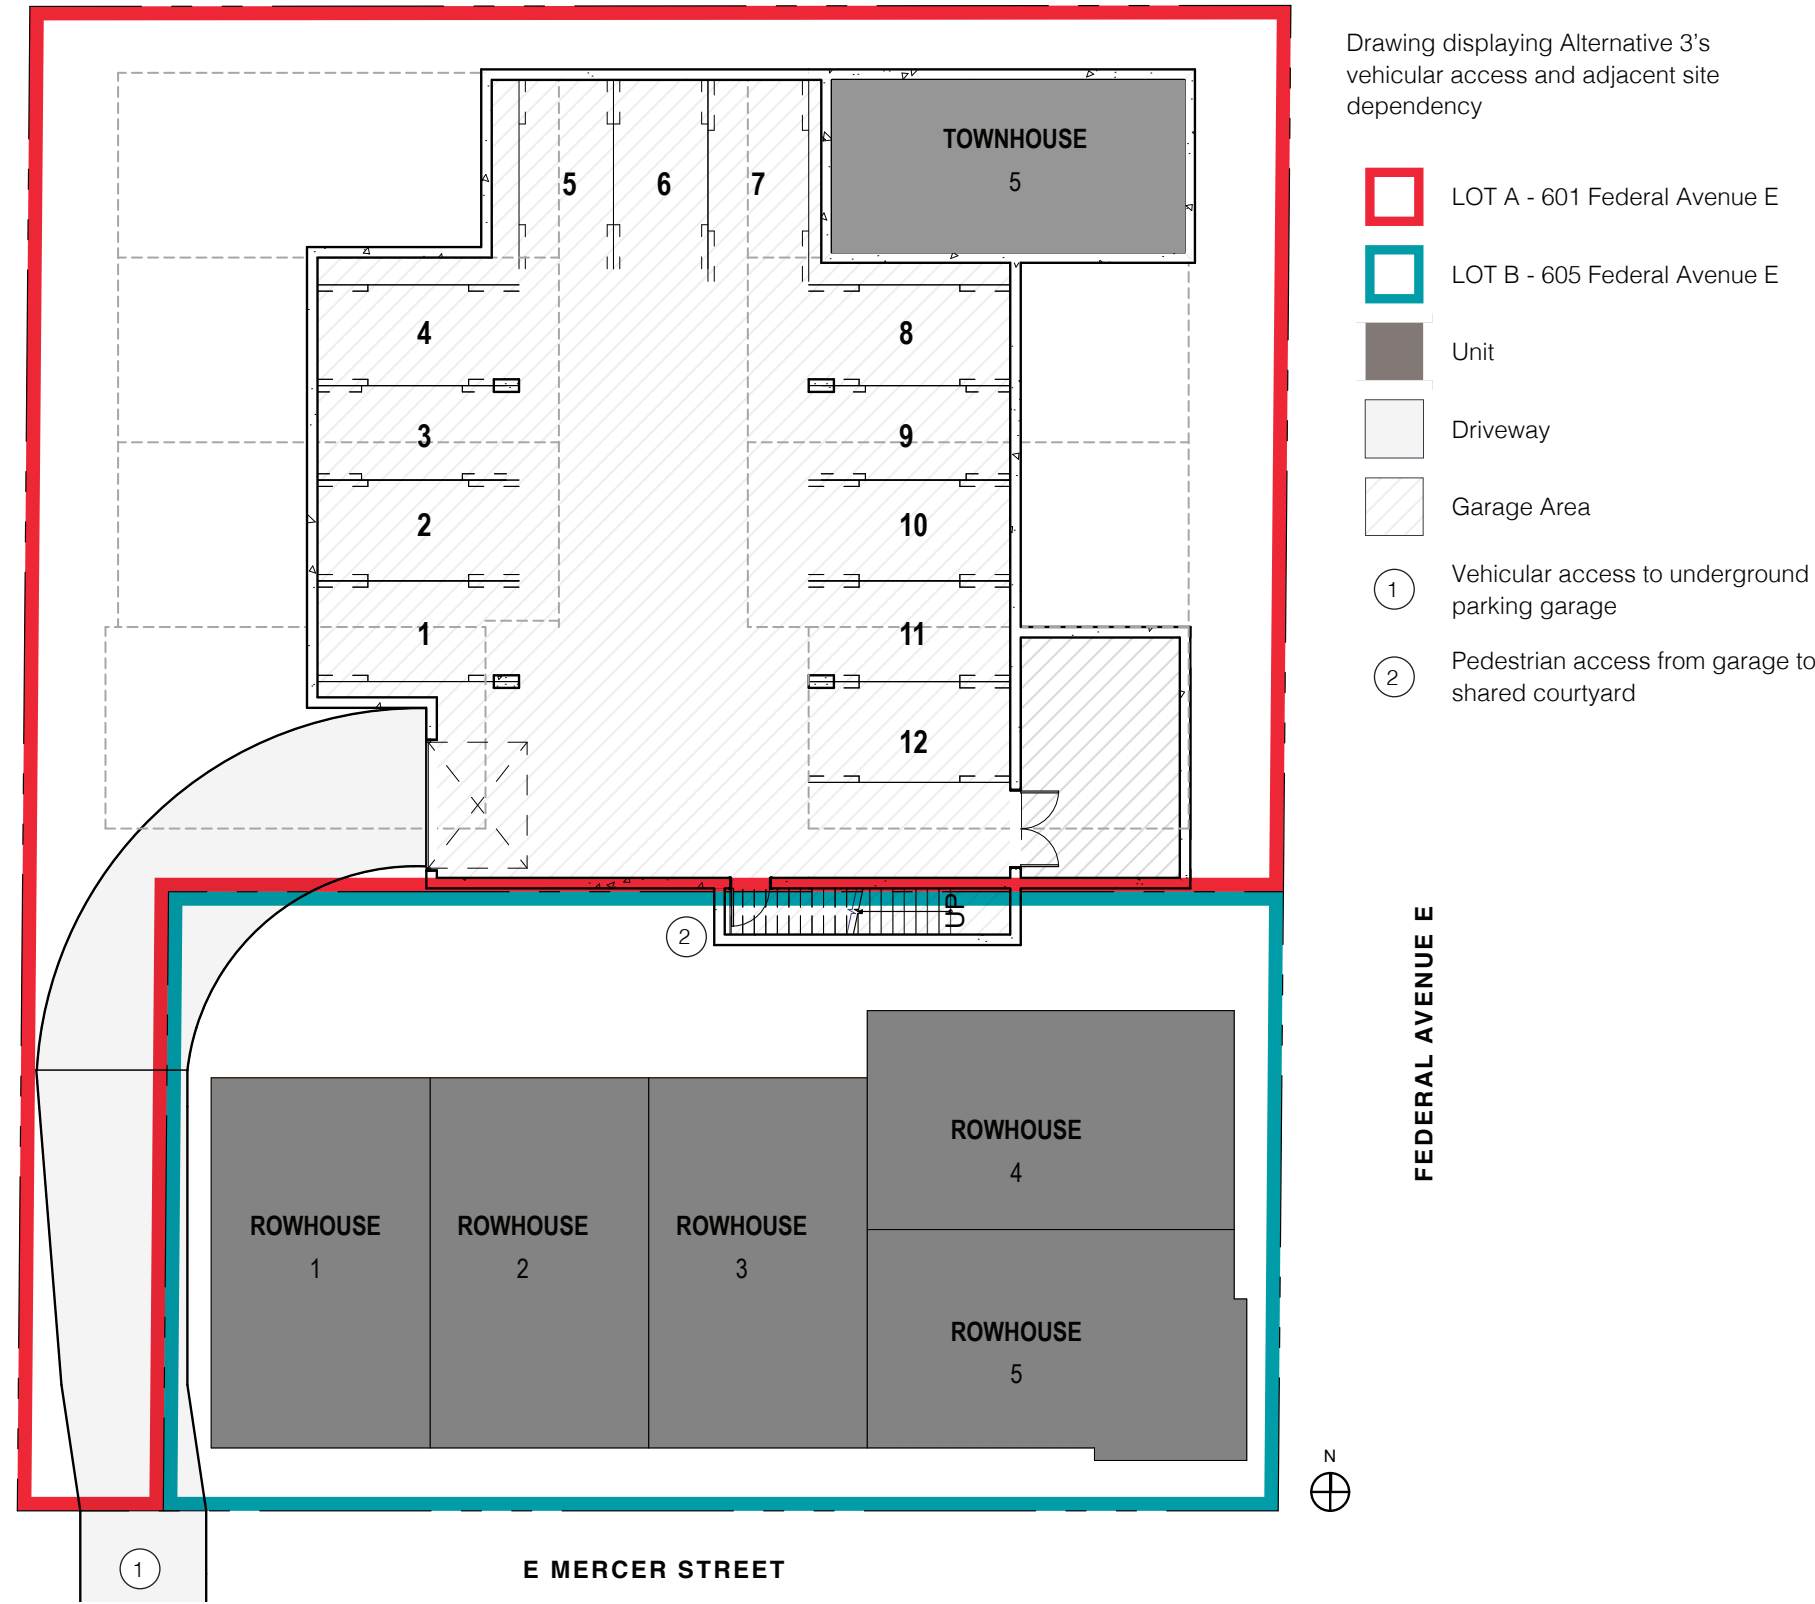 Drawing displaying Alternative 3's
vehicular access and adjacent site
dependency
LOT A - 601 Federal Avenue E
LOT B - 605 Federal Avenue E
Unit
Driveway
Garage Area
1 Vehicular access to underground
parking garage
2 Pedestrian access from garage to
shared courtyard
TOWNHOUSE
5
5
6
7
4
8
3
9
2
10
1
11
12
UP
2
ROWHOUSE
4
ROWHOUSE
1
ROWHOUSE
2
ROWHOUSE
3
ROWHOUSE
5
FEDERAL AVENUE E
N
1
E MERCER STREET